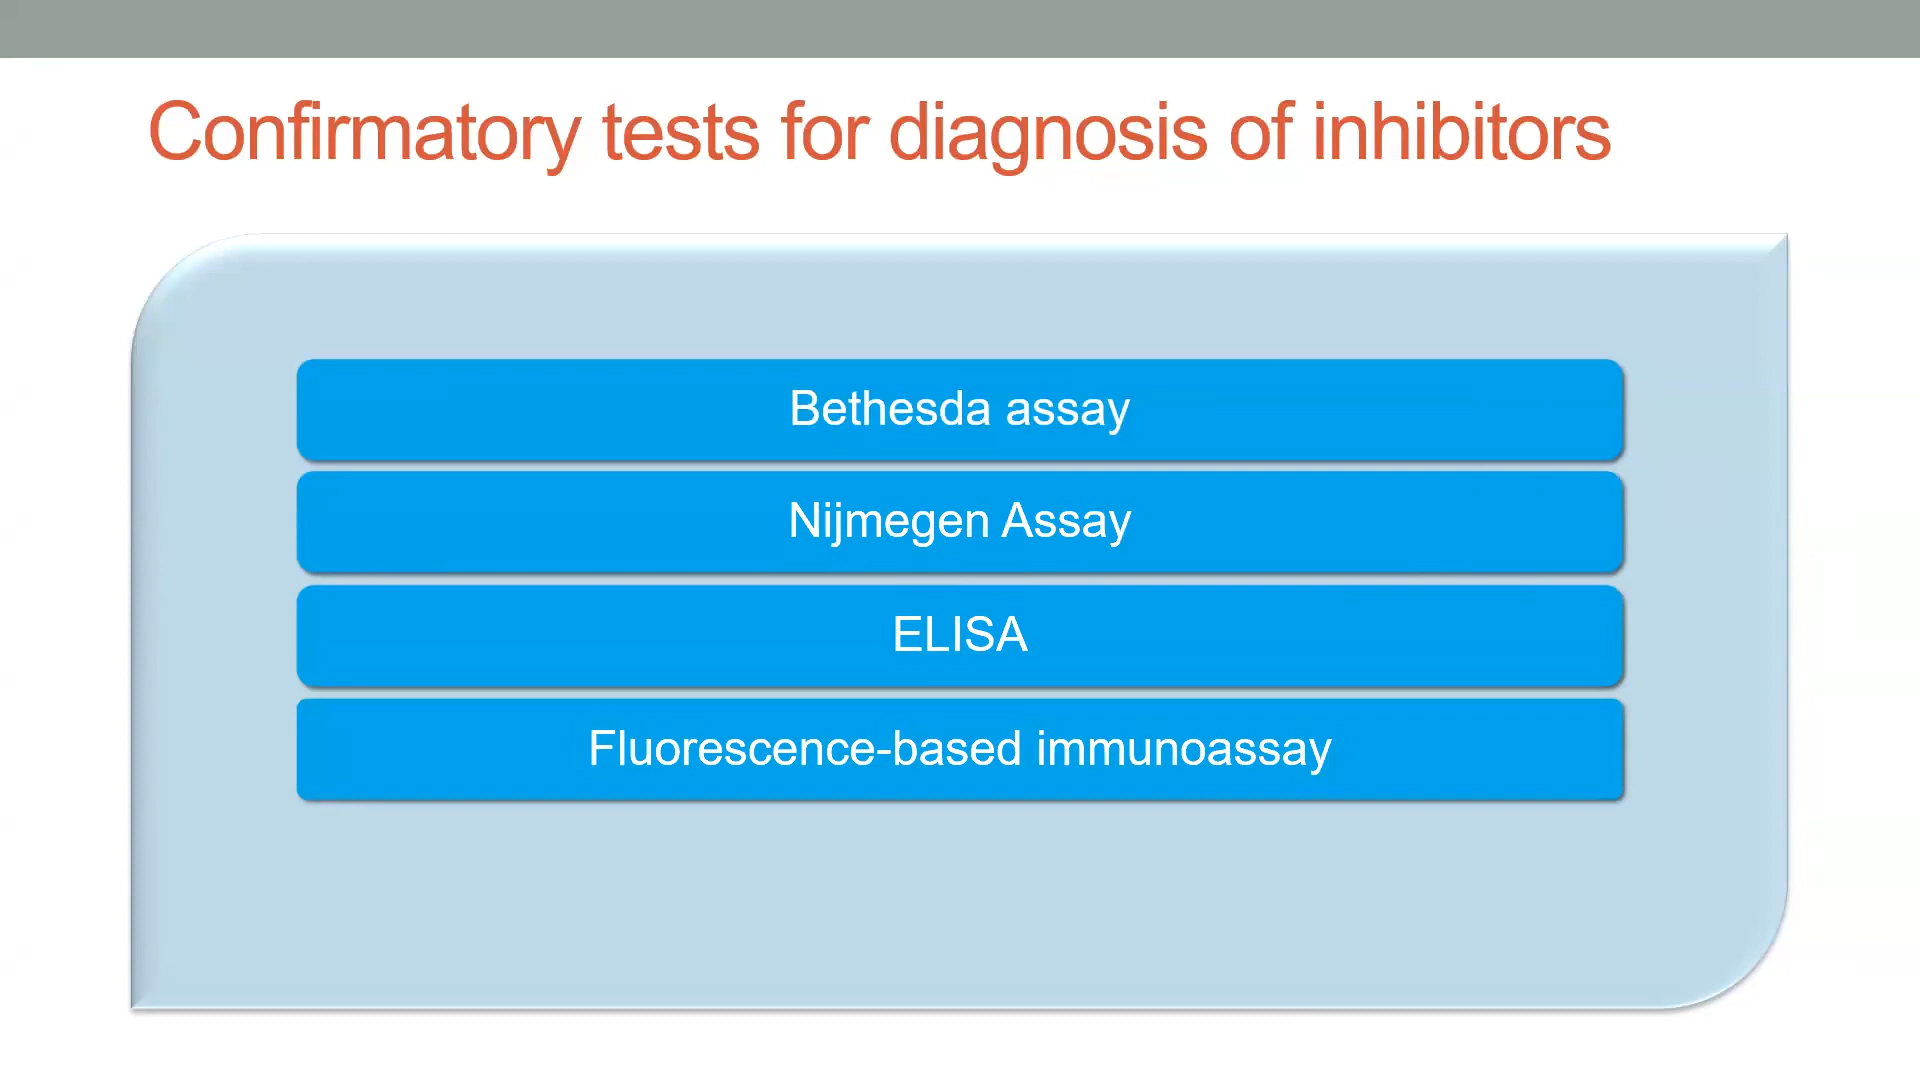 Confirmatory tests for diagnosis of inhibitors
Bethesda assay
Nijmegen Assay
ELISA
Fluorescence-based immunoassay